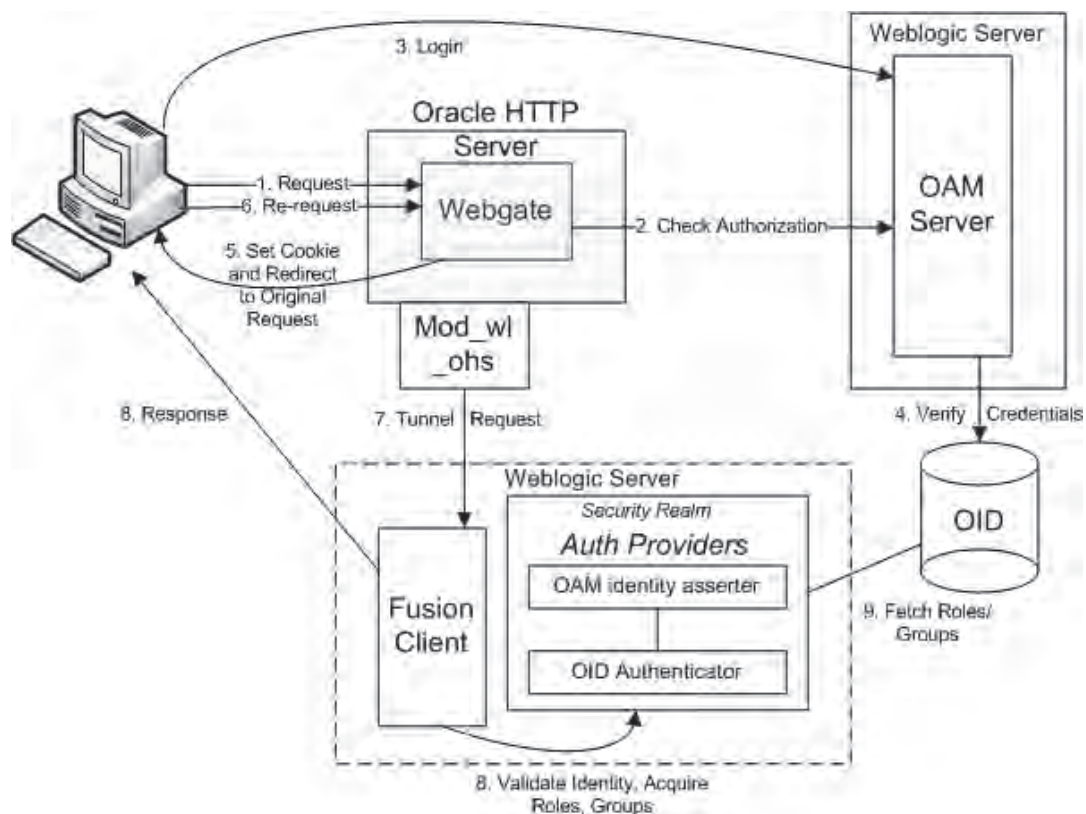 3. Login
Weblogic Server
Oracle HTTP
Server
OAM
Server
1. Request
6. Re-request
Webgate
2. Check Authorization
5. Set Cookie
and Redirect
to Original
Request
Mod_wl
_ohs
8. Response
7. Tunnel Request
4. Verify Credentials
Weblogic Server
Security Realm
Auth Providers
OID
OAM identity asserter
Fusion
Client
9. Fetch Roles/
Groups
OID Authenticator
8. Validate Identity, Acquire
Roles, Groups